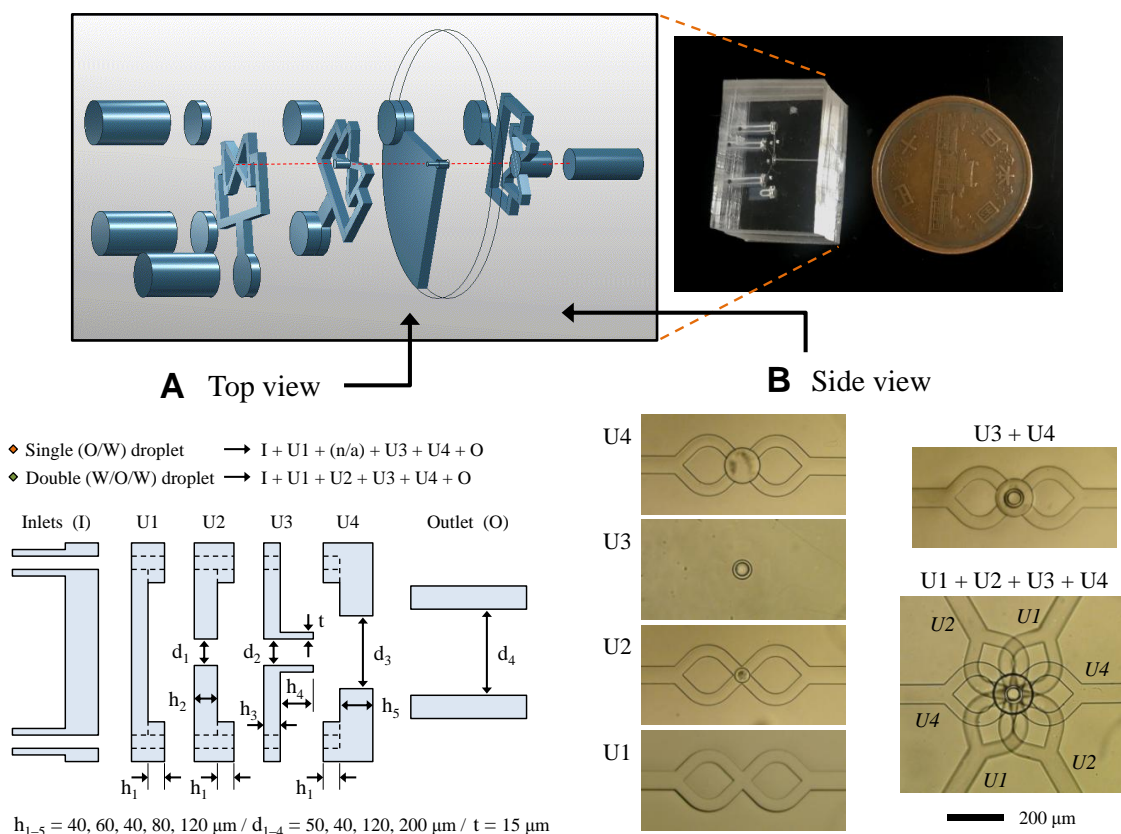 A Top view
B Side view
Single (O/W) droplet → I + U1 + (n/a) + U3 + U4 + O
Double (W/O/W) droplet → I + U1 + U2 + U3 + U4 + O
Inlets (I) U1 U2 U3 U4 Outlet (O)
t
d1 d2 d3 d4
h2 h4
h3 h5
h1 h1 h1
h1–5 = 40, 60, 40, 80, 120 μm / d1–4 = 50, 40, 120, 200 μm / t = 15 μm
U4
U3
U2
U1
U3 + U4
U1 + U2 + U3 + U4
U2 U1
U4
U4
U1 U2
200 μm